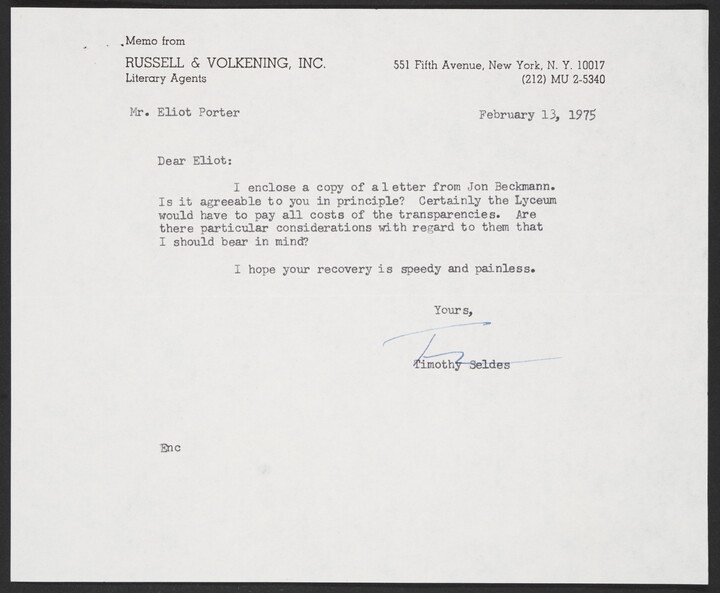 Memo from
RUSSELL & VOLKENING, INC.
Literary Agents
551 Fifth Avenue, New York, N. Y. 10017
(212) MU 2-5340
Mr. Eliot Porter
February 13, 1975
Dear Eliot:
I enclose a copy of a letter from Jon Beckmann.
Is it agreeable to you in principle? Certainly the Lyceum
would have to pay all costs of the transparencies. Are
there particular considerations with regard to them that
I should bear in mind?
I hope your recovery is speedy and painless.
Yours,
Timothy Seldes
Enc